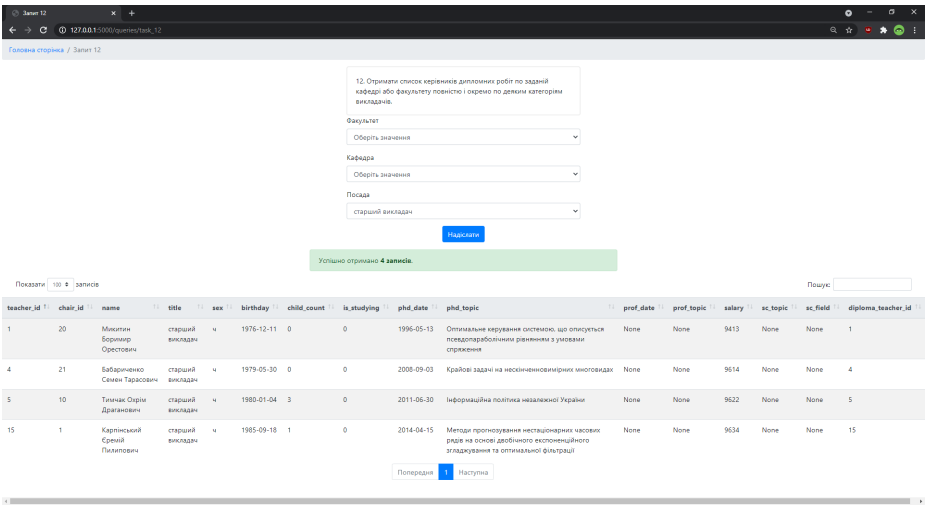 Запит 12
127.0.0.1:5000/queries/task_12
Головна сторінка / Запит 12
12. Отримати список керівників дипломних робіт по заданій
кафедрі або факультету повністю і окремо по деяким категоріям
викладачів.
Факультет
Оберіть значення
Кафедра
Оберіть значення
Посада
старший викладач
Надіслати
Успішно отримано 4 записів.
Показати 100 записів
Пошук:
teacher_id chair_id name title sex birthday child_count is_studying phd_date phd_topic prof_date prof_topic salary sc_topic sc_field diploma_teacher_id
1 20 Микитин старший ч 1976-12-11 0 0 1996-05-13 Оптимальне керування системою, що описується None None 9413 None None 1
Боримир викладач псевдопараболічним рівнянням з умовами
Орестович спряження
4 21 Бабариченко старший ч 1979-05-30 0 0 2008-09-03 Крайові задачі на нескінченновимірних многовидах None None 9614 None None 4
Семен Тарасович викладач
5 10 Тимчак Охрім старший ч 1980-01-04 3 0 2011-06-30 Інформаційна політика незалежної України None None 9622 None None 5
Драганович викладач
15 1 Карпінський старший ч 1985-09-18 1 0 2014-04-15 Методи прогнозування нестаціонарних часових None None 9634 None None 15
Єремій викладач рядів на основі двобічного експоненційного
Пилипович згладжування та оптимальної фільтрації
Попередня 1 Наступна